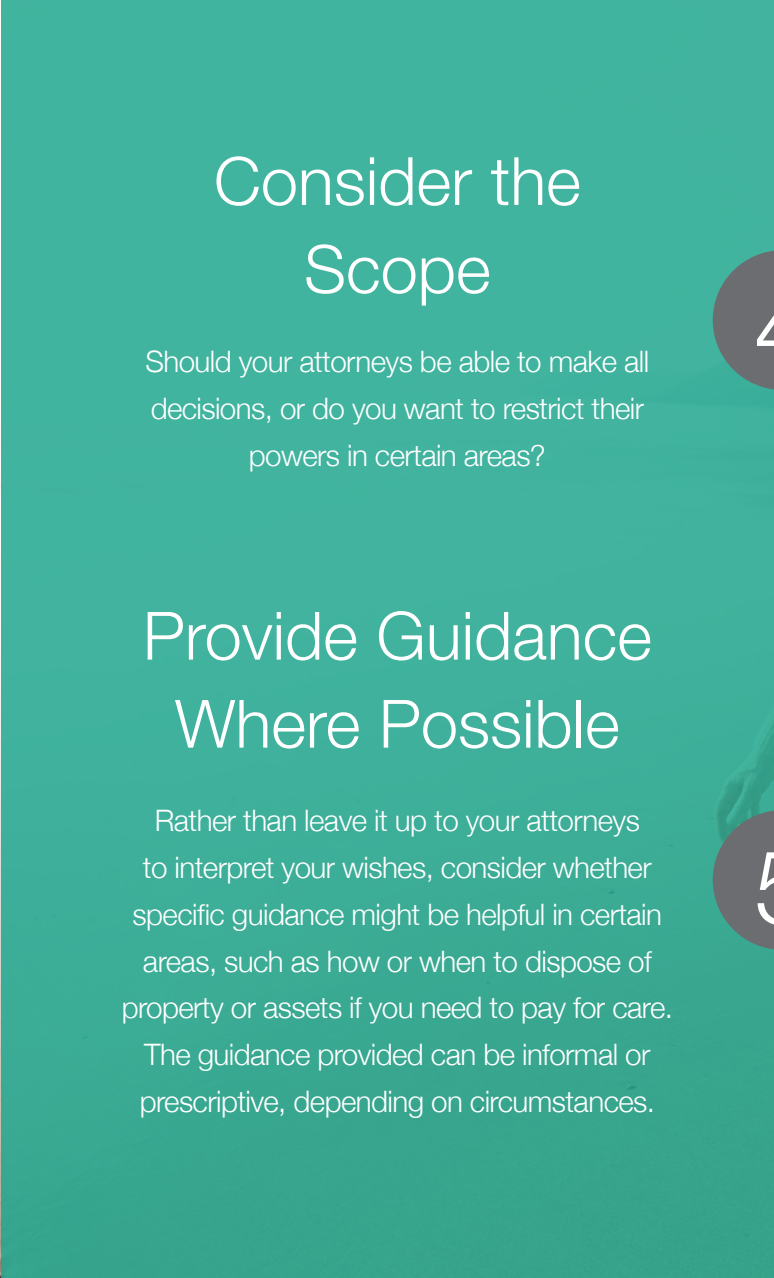 Consider the
Scope
Should your attorneys be able to make all
decisions, or do you want to restrict their
powers in certain areas?
4
Provide Guidance
Where Possible
Rather than leave it up to your attorneys
to interpret your wishes, consider whether
specific guidance might be helpful in certain
areas, such as how or when to dispose of
property or assets if you need to pay for care.
The guidance provided can be informal or
prescriptive, depending on circumstances.
5